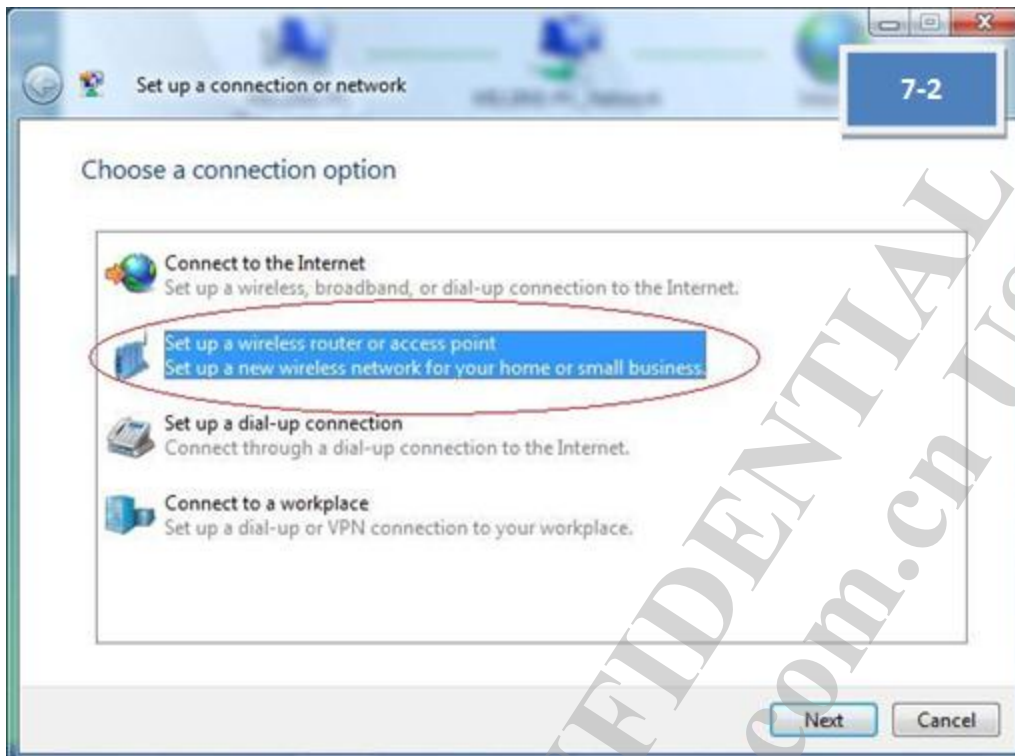 Set up a connection or network
7-2
Choose a connection option
Connect to the Internet
Set up a wireless, broadband, or dial-up connection to the Internet.
Set up a wireless router or access point
Set up a new wireless network for your home or small business.
Set up a dial-up connection
Connect through a dial-up connection to the Internet.
Connect to a workplace
Set up a dial-up or VPN connection to your workplace.
Next
Cancel
FIDENTIAL
com.cn